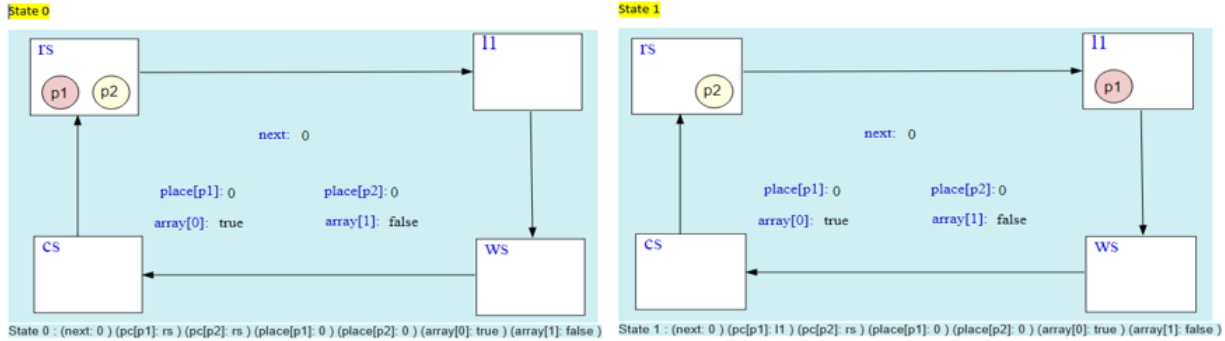 State 0
rs
l1
p1
p2
next: 0
place[p1]: 0
place[p2]: 0
array[0]: true
array[1]: false
cs
ws
State 0 : (next: 0 ) (pc[p1]: rs ) (pc[p2]: rs ) (place[p1]: 0 ) (place[p2]: 0 ) (array[0]: true ) (array[1]: false )
State 1
rs
l1
p2
p1
next: 0
place[p1]: 0
place[p2]: 0
array[0]: true
array[1]: false
cs
ws
State 1 : (next: 0 ) (pc[p1]: l1 ) (pc[p2]: rs ) (place[p1]: 0 ) (place[p2]: 0 ) (array[0]: true ) (array[1]: false )